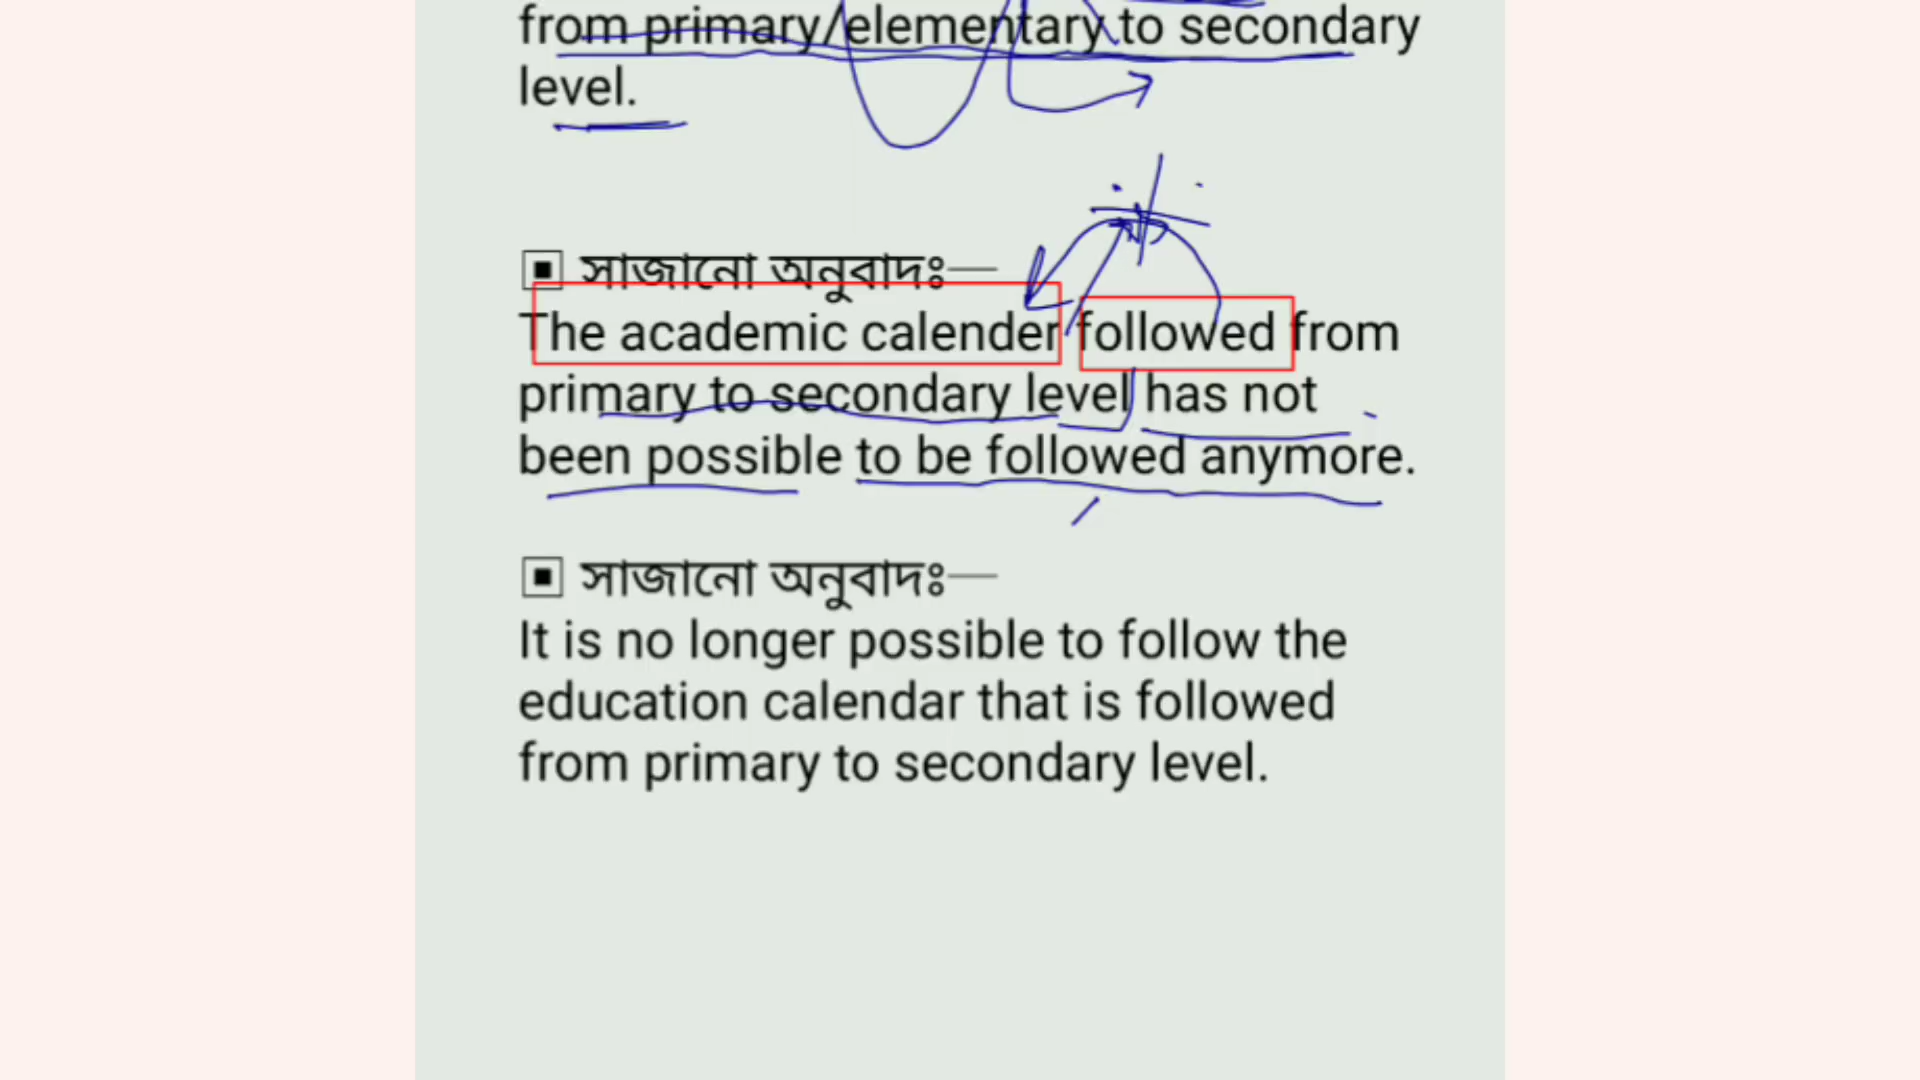 from primary/elementary to secondary
level.
▣ সাজানো অনুবাদঃ—
The academic calender followed from
primary to secondary level has not
been possible to be followed anymore.
▣ সাজানো অনুবাদঃ—
It is no longer possible to follow the
education calendar that is followed
from primary to secondary level.